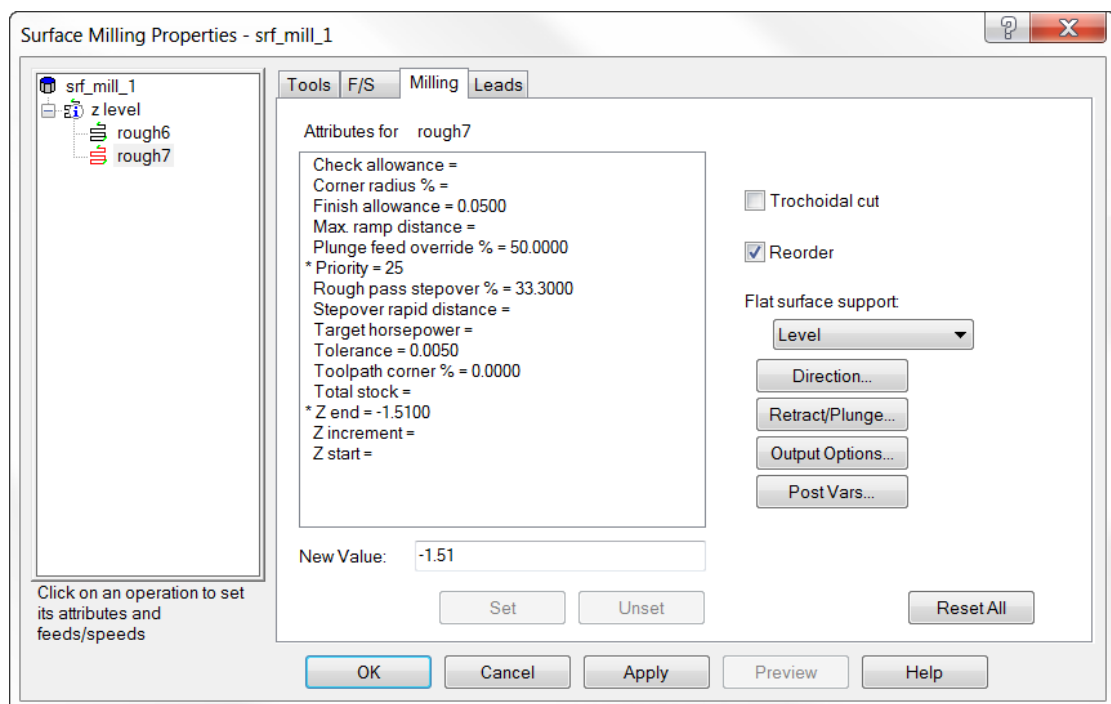 Surface Milling Properties - srf_mill_1
srf_mill_1
z level
rough6
rough7
Click on an operation to set
its attributes and
feeds/speeds
Tools F/S Milling Leads
Attributes for rough7
Check allowance =
Corner radius % =
Finish allowance = 0.0500
Max. ramp distance =
Plunge feed override % = 50.0000
* Priority = 25
Rough pass stepover % = 33.3000
Stepover rapid distance =
Target horsepower =
Tolerance = 0.0050
Toolpath corner % = 0.0000
Total stock =
* Z end = -1.5100
Z increment =
Z start =
New Value: -1.51
Set Unset
Trochoidal cut
Reorder
Flat surface support:
Level
Direction...
Retract/Plunge...
Output Options...
Post Vars...
Reset All
OK Cancel Apply Preview Help